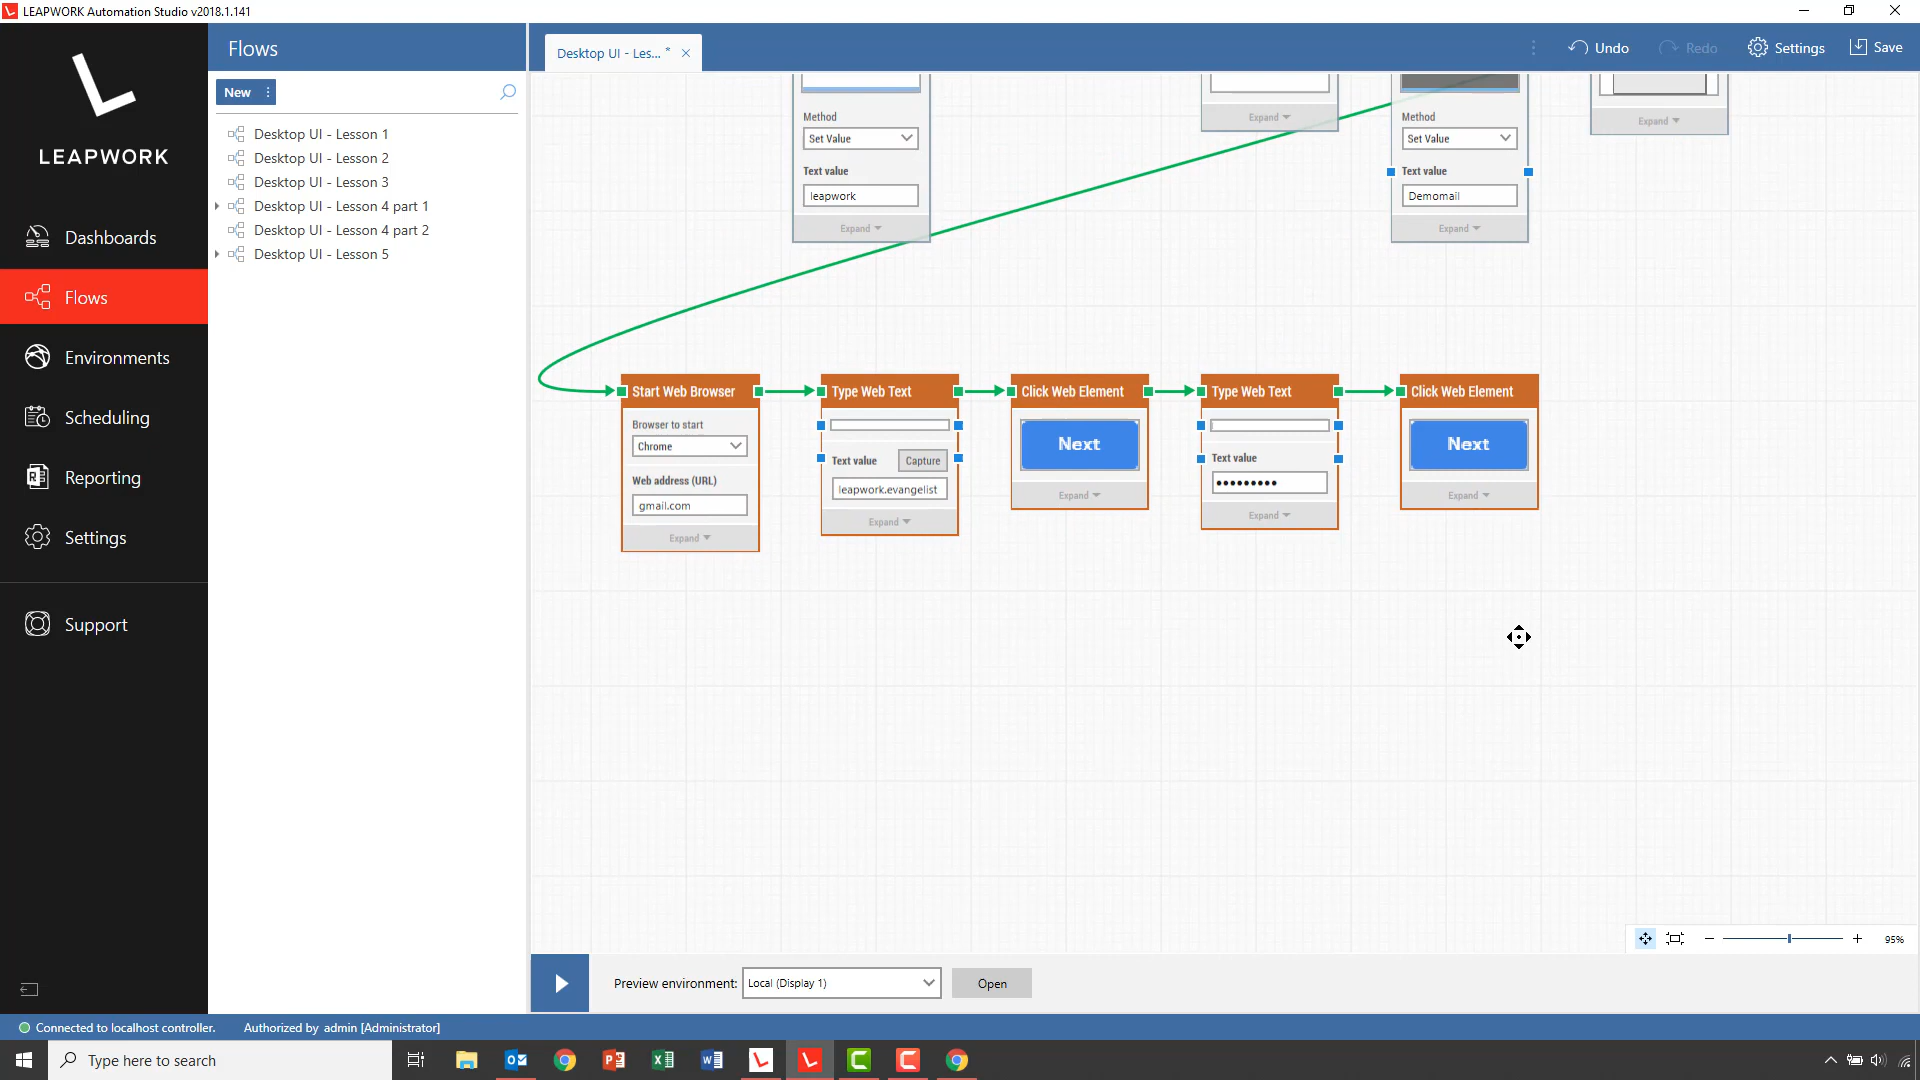 LEAPWORK Automation Studio v2018.1.141
LEAPWORK
Dashboards
Flows
Environments
Scheduling
Reporting
Settings
Support
Flows
New
Desktop UI - Lesson 1
Desktop UI - Lesson 2
Desktop UI - Lesson 3
Desktop UI - Lesson 4 part 1
Desktop UI - Lesson 4 part 2
Desktop UI - Lesson 5
Desktop UI - Les... *
Undo
Redo
Settings
Save
Method
Set Value
Text value
leapwork
Expand
Expand
Method
Set Value
Text value
Demomail
Expand
Expand
Start Web Browser
Browser to start
Chrome
Web address (URL)
gmail.com
Expand
Type Web Text
Text value
Capture
leapwork.evangelist
Expand
Click Web Element
Next
Expand
Type Web Text
Text value
•••••••••
Expand
Click Web Element
Next
Expand
95%
Preview environment:
Local (Display 1)
Open
Connected to localhost controller.
Authorized by admin [Administrator]
Type here to search